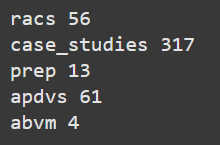 racs 56
case_studies 317
prep 13
apdvs 61
abvm 4